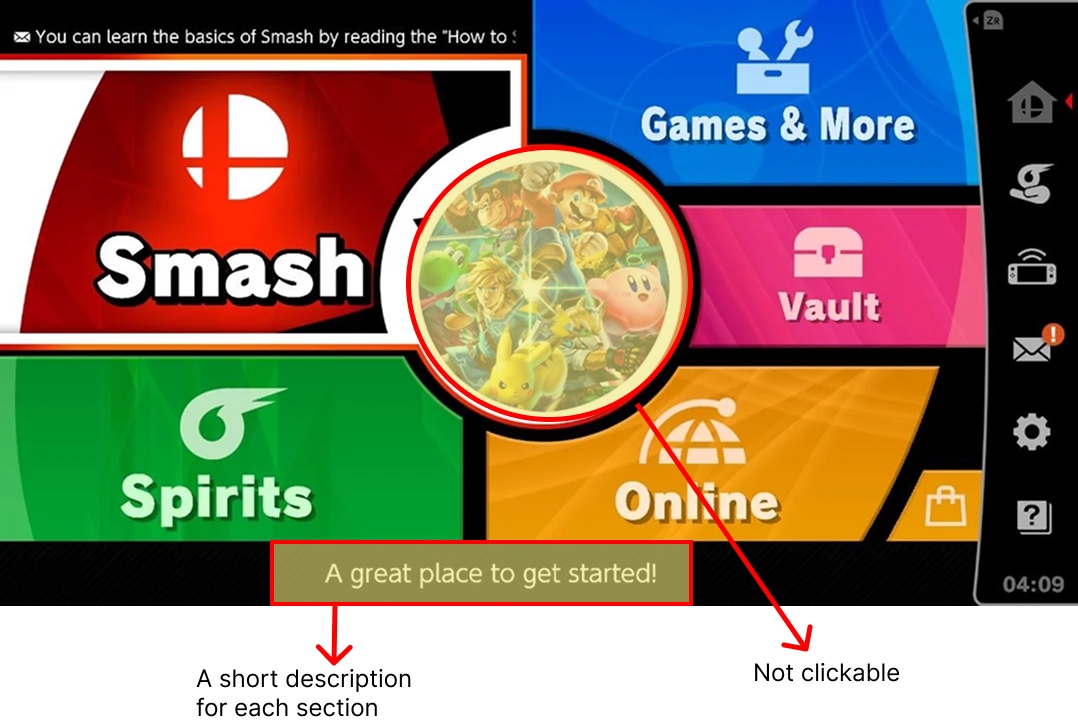 You can learn the basics of Smash by reading the "How to
ZR
Games & More
Smash
Vault
Spirits
Online
A great place to get started!
04:09
A short description
for each section
Not clickable